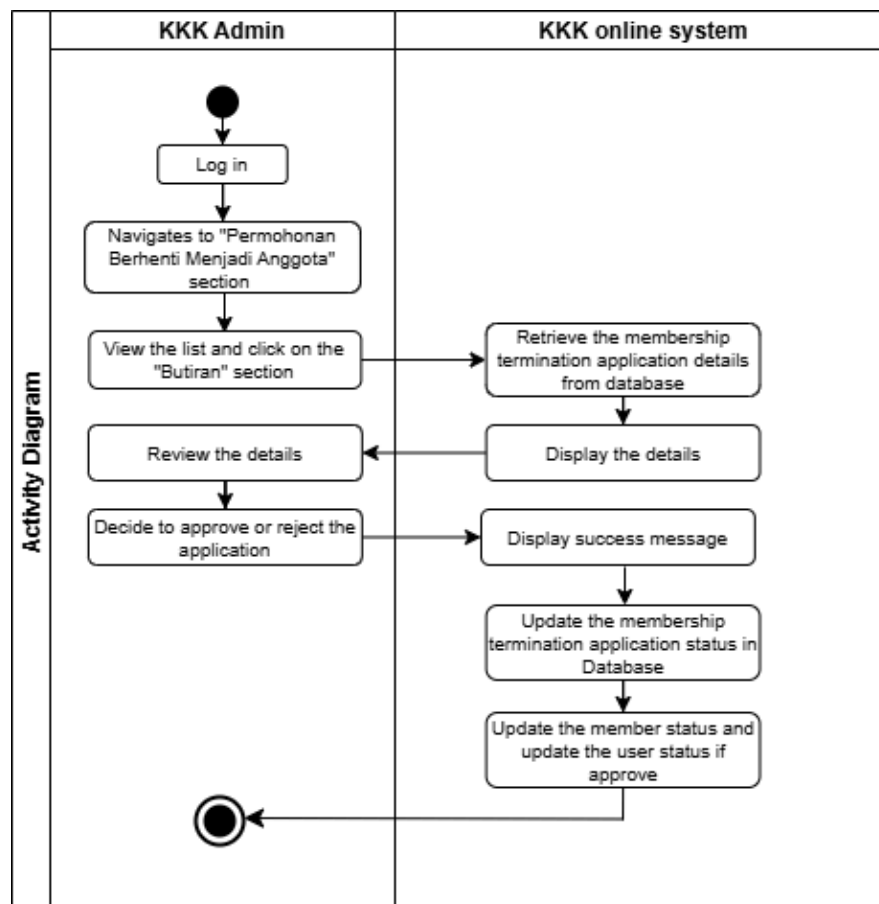 KKK Admin
KKK online system
Activity Diagram
Log in
Navigates to "Permohonan
Berhenti Menjadi Anggota"
section
View the list and click on the
"Butiran" section
Retrieve the membership
termination application details
from database
Display the details
Review the details
Decide to approve or reject the
application
Display success message
Update the membership
termination application status in
Database
Update the member status and
update the user status if
approve